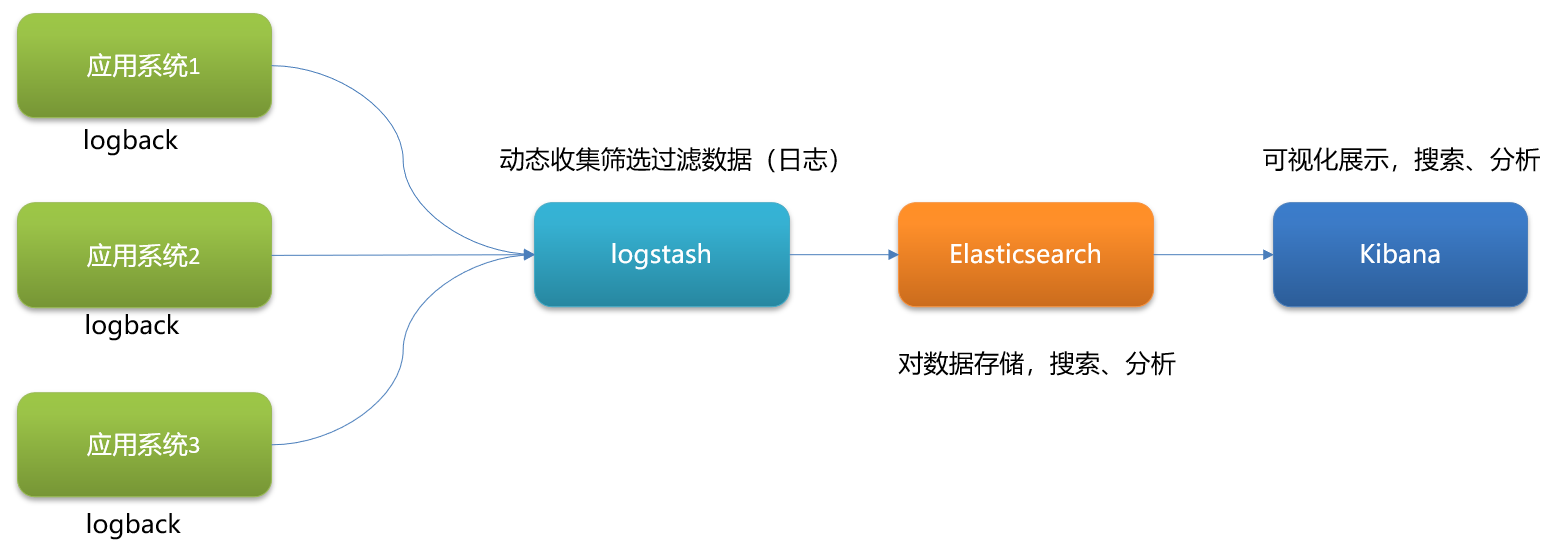 应用系统1
logback
应用系统2
logback
应用系统3
logback
动态收集筛选过滤数据（日志）
logstash
Elasticsearch
对数据存储，搜索、分析
可视化展示，搜索、分析
Kibana